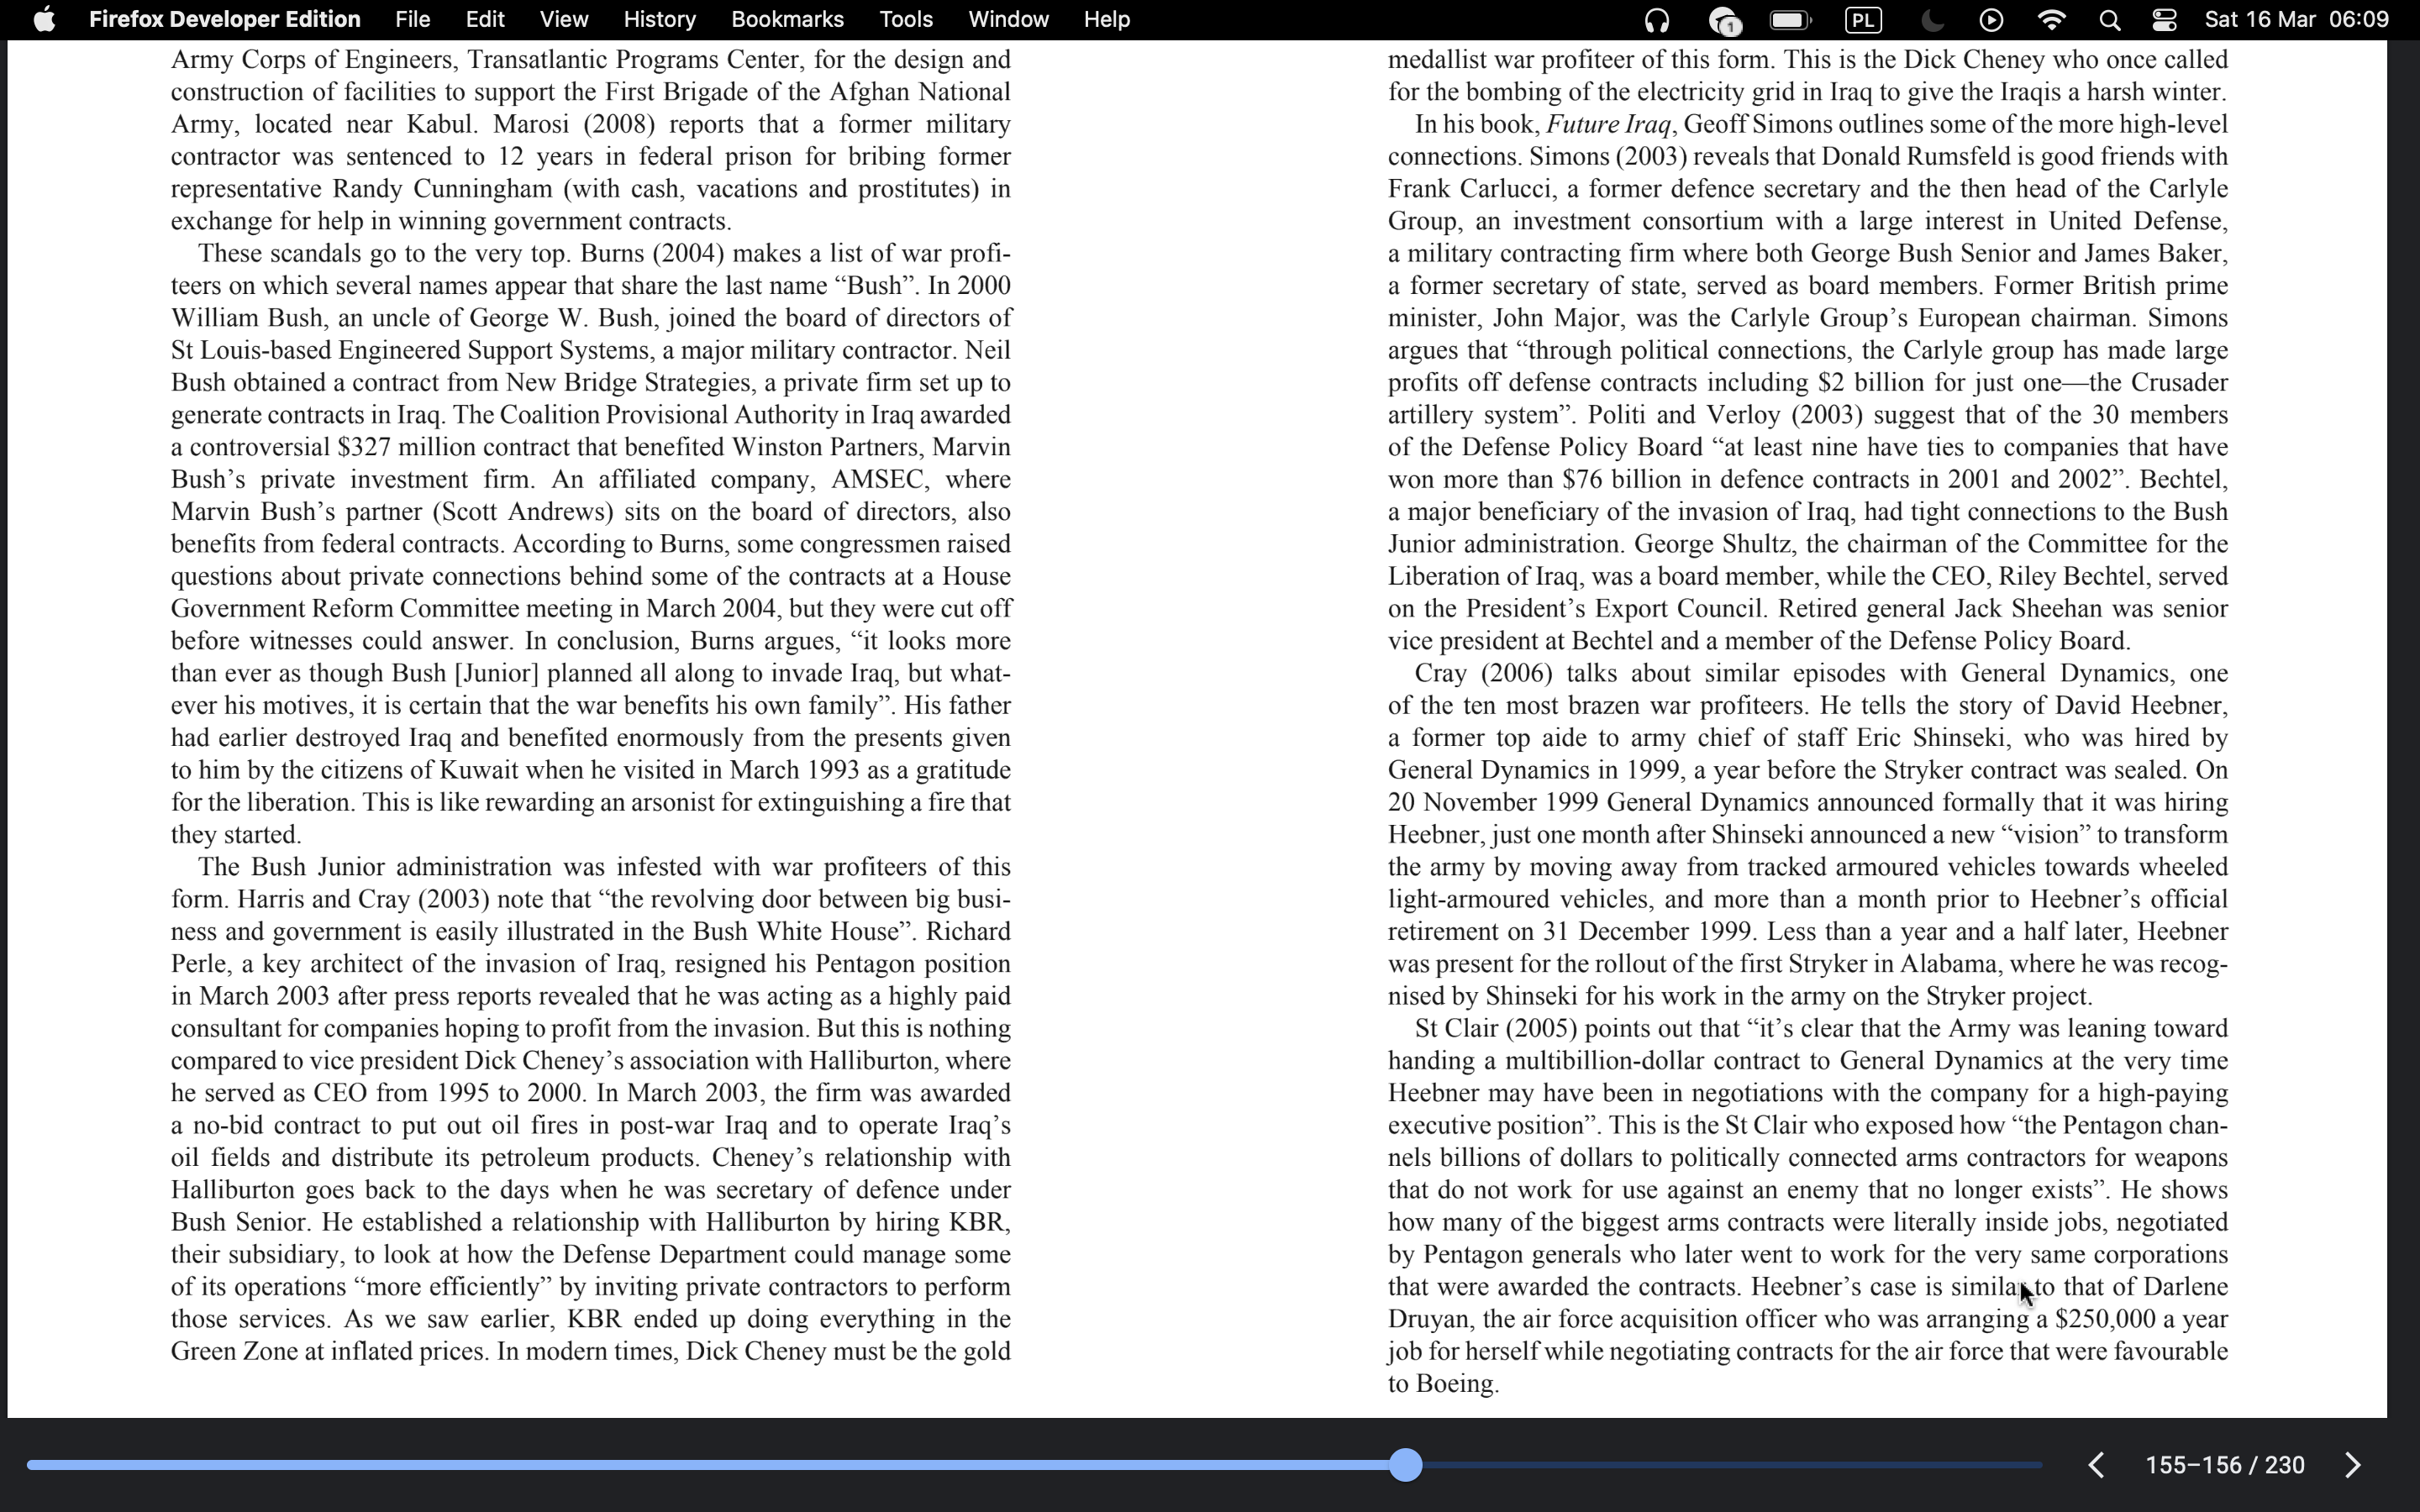 Firefox Developer Edition File Edit View History Bookmarks Tools Window Help 1 PL Sat 16 Mar 06:09
Army Corps of Engineers, Transatlantic Programs Center, for the design and
construction of facilities to support the First Brigade of the Afghan National
Army, located near Kabul. Marosi (2008) reports that a former military
contractor was sentenced to 12 years in federal prison for bribing former
representative Randy Cunningham (with cash, vacations and prostitutes) in
exchange for help in winning government contracts.
These scandals go to the very top. Burns (2004) makes a list of war profi-
teers on which several names appear that share the last name “Bush”. In 2000
William Bush, an uncle of George W. Bush, joined the board of directors of
St Louis-based Engineered Support Systems, a major military contractor. Neil
Bush obtained a contract from New Bridge Strategies, a private firm set up to
generate contracts in Iraq. The Coalition Provisional Authority in Iraq awarded
a controversial $327 million contract that benefited Winston Partners, Marvin
Bush’s private investment firm. An affiliated company, AMSEC, where
Marvin Bush’s partner (Scott Andrews) sits on the board of directors, also
benefits from federal contracts. According to Burns, some congressmen raised
questions about private connections behind some of the contracts at a House
Government Reform Committee meeting in March 2004, but they were cut off
before witnesses could answer. In conclusion, Burns argues, “it looks more
than ever as though Bush [Junior] planned all along to invade Iraq, but what-
ever his motives, it is certain that the war benefits his own family”. His father
had earlier destroyed Iraq and benefited enormously from the presents given
to him by the citizens of Kuwait when he visited in March 1993 as a gratitude
for the liberation. This is like rewarding an arsonist for extinguishing a fire that
they started.
The Bush Junior administration was infested with war profiteers of this
form. Harris and Cray (2003) note that “the revolving door between big busi-
ness and government is easily illustrated in the Bush White House”. Richard
Perle, a key architect of the invasion of Iraq, resigned his Pentagon position
in March 2003 after press reports revealed that he was acting as a highly paid
consultant for companies hoping to profit from the invasion. But this is nothing
compared to vice president Dick Cheney’s association with Halliburton, where
he served as CEO from 1995 to 2000. In March 2003, the firm was awarded
a no-bid contract to put out oil fires in post-war Iraq and to operate Iraq’s
oil fields and distribute its petroleum products. Cheney’s relationship with
Halliburton goes back to the days when he was secretary of defence under
Bush Senior. He established a relationship with Halliburton by hiring KBR,
their subsidiary, to look at how the Defense Department could manage some
of its operations “more efficiently” by inviting private contractors to perform
those services. As we saw earlier, KBR ended up doing everything in the
Green Zone at inflated prices. In modern times, Dick Cheney must be the gold
medallist war profiteer of this form. This is the Dick Cheney who once called
for the bombing of the electricity grid in Iraq to give the Iraqis a harsh winter.
In his book, Future Iraq, Geoff Simons outlines some of the more high-level
connections. Simons (2003) reveals that Donald Rumsfeld is good friends with
Frank Carlucci, a former defence secretary and the then head of the Carlyle
Group, an investment consortium with a large interest in United Defense,
a military contracting firm where both George Bush Senior and James Baker,
a former secretary of state, served as board members. Former British prime
minister, John Major, was the Carlyle Group’s European chairman. Simons
argues that “through political connections, the Carlyle group has made large
profits off defense contracts including $2 billion for just one—the Crusader
artillery system”. Politi and Verloy (2003) suggest that of the 30 members
of the Defense Policy Board “at least nine have ties to companies that have
won more than $76 billion in defence contracts in 2001 and 2002”. Bechtel,
a major beneficiary of the invasion of Iraq, had tight connections to the Bush
Junior administration. George Shultz, the chairman of the Committee for the
Liberation of Iraq, was a board member, while the CEO, Riley Bechtel, served
on the President’s Export Council. Retired general Jack Sheehan was senior
vice president at Bechtel and a member of the Defense Policy Board.
Cray (2006) talks about similar episodes with General Dynamics, one
of the ten most brazen war profiteers. He tells the story of David Heebner,
a former top aide to army chief of staff Eric Shinseki, who was hired by
General Dynamics in 1999, a year before the Stryker contract was sealed. On
20 November 1999 General Dynamics announced formally that it was hiring
Heebner, just one month after Shinseki announced a new “vision” to transform
the army by moving away from tracked armoured vehicles towards wheeled
light-armoured vehicles, and more than a month prior to Heebner’s official
retirement on 31 December 1999. Less than a year and a half later, Heebner
was present for the rollout of the first Stryker in Alabama, where he was recog-
nised by Shinseki for his work in the army on the Stryker project.
St Clair (2005) points out that “it’s clear that the Army was leaning toward
handing a multibillion-dollar contract to General Dynamics at the very time
Heebner may have been in negotiations with the company for a high-paying
executive position”. This is the St Clair who exposed how “the Pentagon chan-
nels billions of dollars to politically connected arms contractors for weapons
that do not work for use against an enemy that no longer exists”. He shows
how many of the biggest arms contracts were literally inside jobs, negotiated
by Pentagon generals who later went to work for the very same corporations
that were awarded the contracts. Heebner’s case is similar to that of Darlene
Druyan, the air force acquisition officer who was arranging a $250,000 a year
job for herself while negotiating contracts for the air force that were favourable
to Boeing.
155–156 / 230